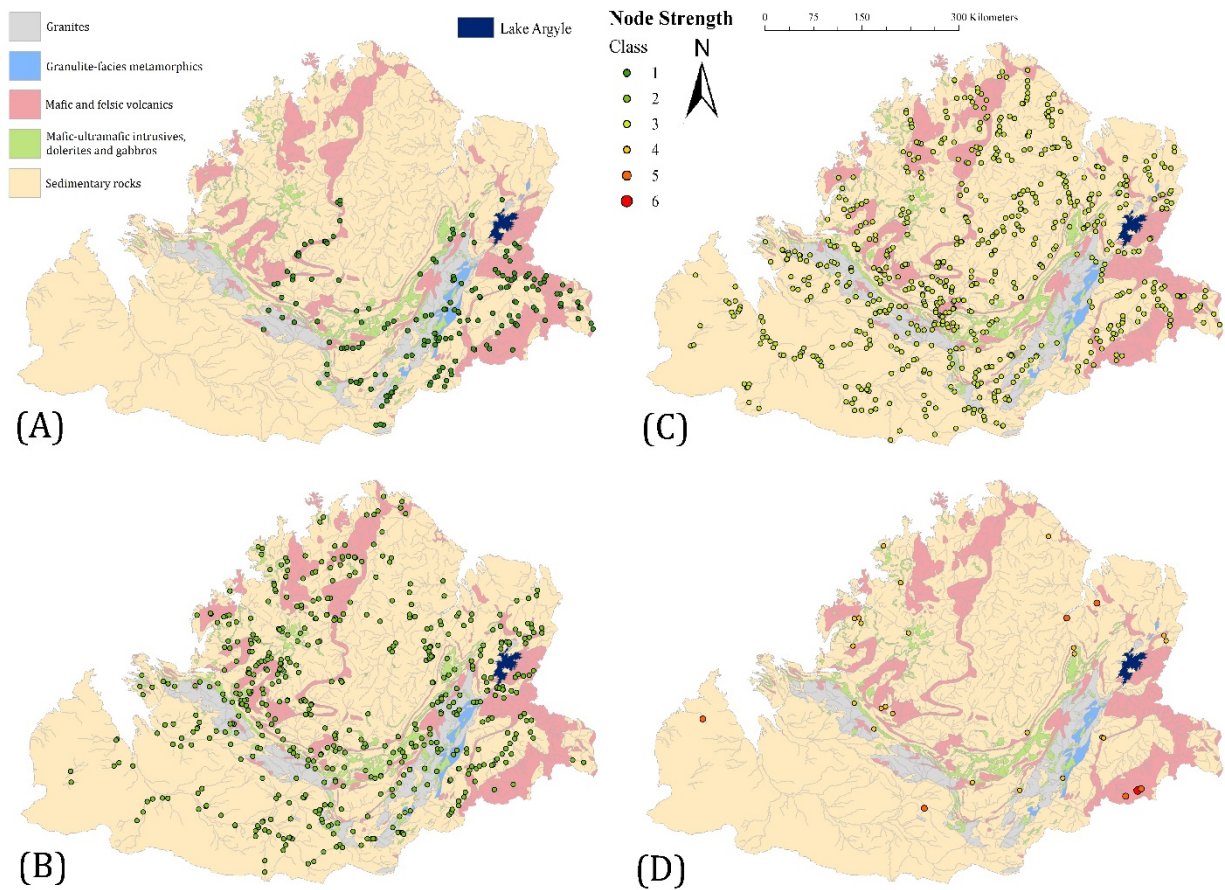 Granites
Granulite-facies metamorphics
Mafic and felsic volcanics
Mafic-ultramafic intrusives,
dolerites and gabbros
Sedimentary rocks
Lake Argyle
Node Strength
Class
1
2
3
4
5
6
N
0 75 150 300 Kilometers
(A)
(C)
(B)
(D)